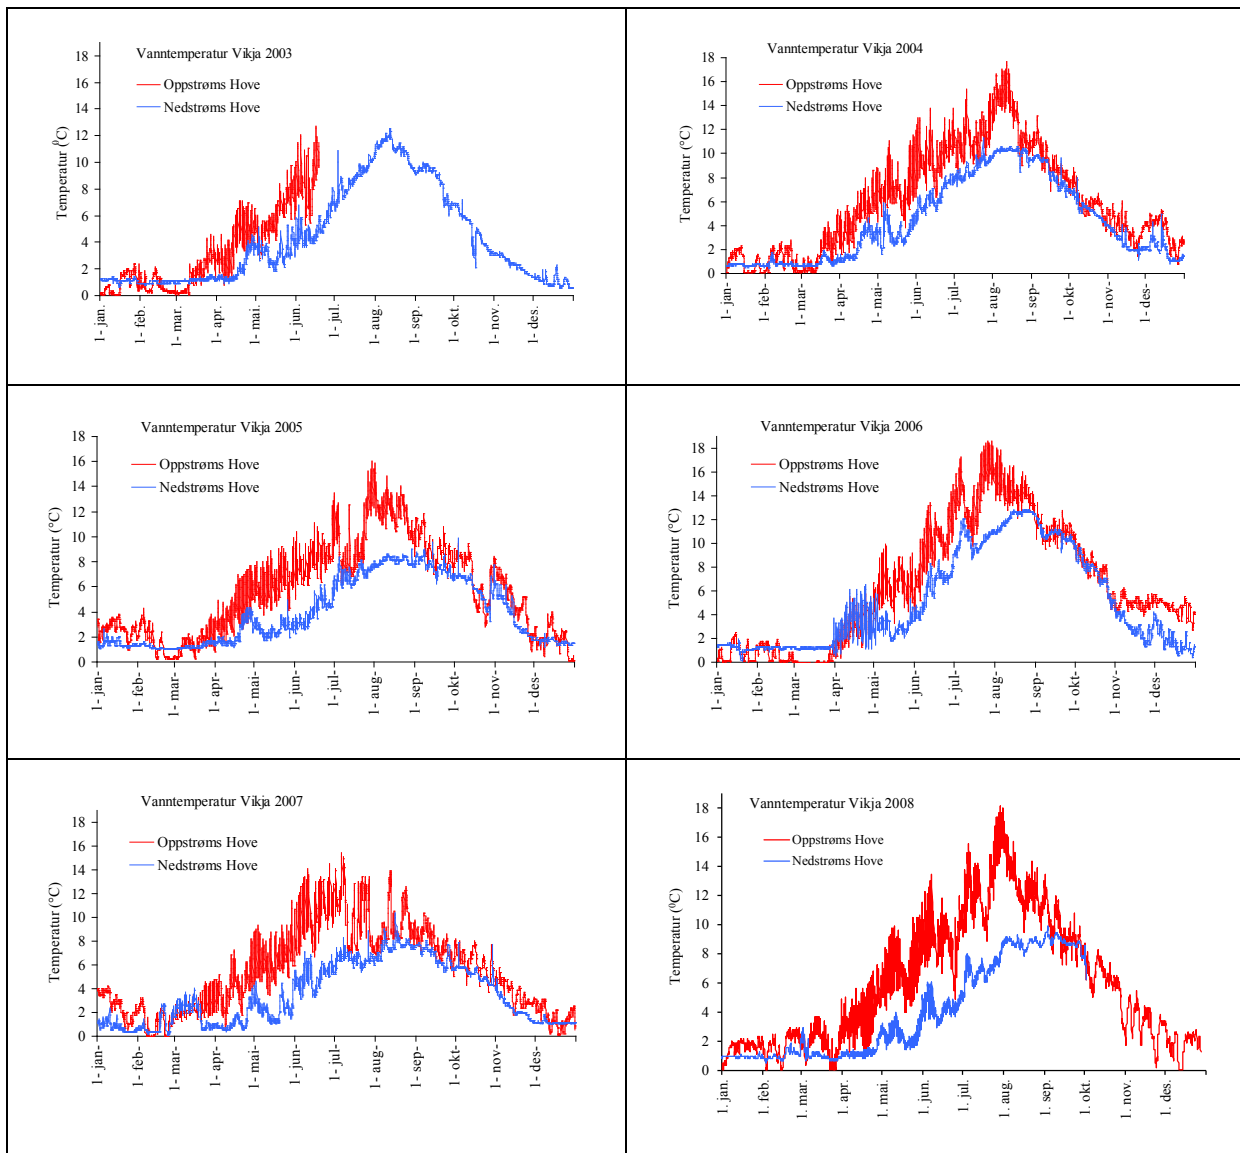 Vanntemperatur Vikja 2003
Oppstrøms Hove
Nedstrøms Hove
Temperatur (°C)
18
16
14
12
10
8
6
4
2
0
1- jan.
1- feb.
1- mar.
1- apr.
1- mai.
1- jun.
1- jul.
1- aug.
1- sep.
1- okt.
1- nov.
1- des.
Vanntemperatur Vikja 2004
Oppstrøms Hove
Nedstrøms Hove
Temperatur (°C)
18
16
14
12
10
8
6
4
2
0
1- jan-
1- feb-
1- mar-
1- apr-
1- mai-
1- jun-
1- jul-
1- aug-
1- sep-
1- okt-
1- nov-
1- des-
Vanntemperatur Vikja 2005
Oppstrøms Hove
Nedstrøms Hove
Temperatur (°C)
18
16
14
12
10
8
6
4
2
0
1- jan-
1- feb-
1- mar-
1- apr-
1- mai-
1- jun-
1- jul-
1- aug-
1- sep-
1- okt-
1- nov-
1- des-
Vanntemperatur Vikja 2006
Oppstrøms Hove
Nedstrøms Hove
Temperatur (°C)
18
16
14
12
10
8
6
4
2
0
1- jan-
1- feb-
1- mar-
1- apr-
1- mai-
1- jun-
1- jul-
1- aug-
1- sep-
1- okt-
1- nov-
1- des-
Vanntemperatur Vikja 2007
Oppstrøms Hove
Nedstrøms Hove
Temperatur (°C)
18
16
14
12
10
8
6
4
2
0
1- jan-
1- feb-
1- mar-
1- apr-
1- mai-
1- jun-
1- jul-
1- aug-
1- sep-
1- okt-
1- nov-
1- des-
Vanntemperatur Vikja 2008
Oppstrøms Hove
Nedstrøms Hove
Temperatur (⁰C)
18
16
14
12
10
8
6
4
2
0
1. jan.
1. feb.
1. mar.
1. apr.
1. mai.
1. jun.
1. jul.
1. aug.
1. sep.
1. okt.
1. nov.
1. des.